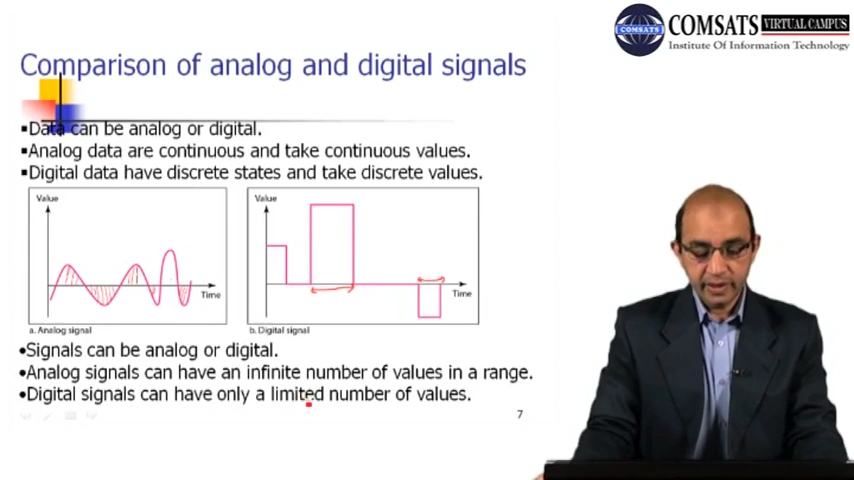 COMSATS VIRTUAL CAMPUS
COMSATS
Institute Of Information Technology
Comparison of analog and digital signals
▪Data can be analog or digital.
▪Analog data are continuous and take continuous values.
▪Digital data have discrete states and take discrete values.
Value
Time
a. Analog signal
Value
Time
b. Digital signal
•Signals can be analog or digital.
•Analog signals can have an infinite number of values in a range.
•Digital signals can have only a limited number of values.
7